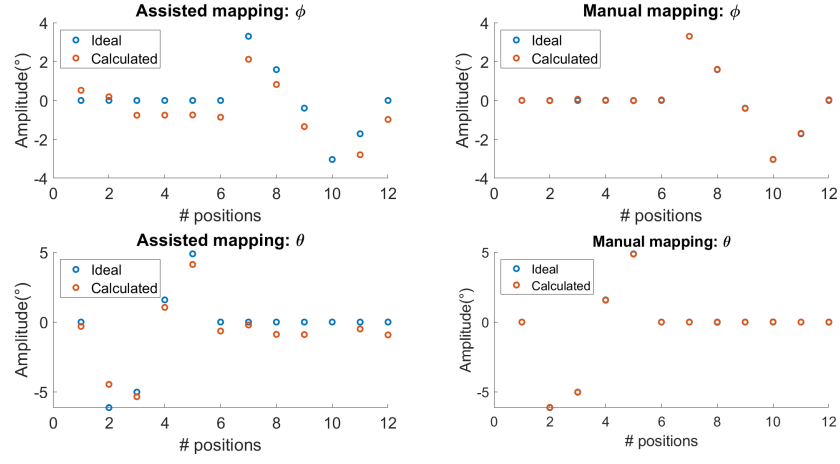 Assisted mapping: ϕ
Amplitude(°)
4
2
0
-2
-4
Ideal
Calculated
0 2 4 6 8 10 12
# positions
Manual mapping: ϕ
Amplitude(°)
4
2
0
-2
-4
Ideal
Calculated
0 2 4 6 8 10 12
# positions
Assisted mapping: θ
Amplitude(°)
5
0
-5
Ideal
Calculated
0 2 4 6 8 10 12
# positions
Manual mapping: θ
Amplitude(°)
5
0
-5
Ideal
Calculated
0 2 4 6 8 10 12
# positions